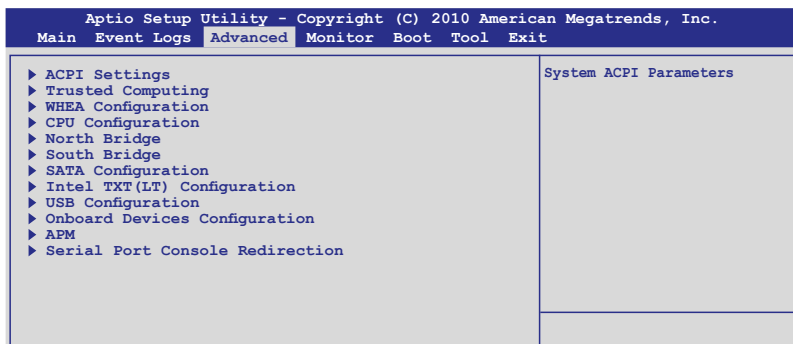 Aptio Setup Utility - Copyright (C) 2010 American Megatrends, Inc.
Main Event Logs Advanced Monitor Boot Tool Exit
ACPI Settings
Trusted Computing
WHEA Configuration
CPU Configuration
North Bridge
South Bridge
SATA Configuration
Intel TXT(LT) Configuration
USB Configuration
Onboard Devices Configuration
APM
Serial Port Console Redirection
System ACPI Parameters